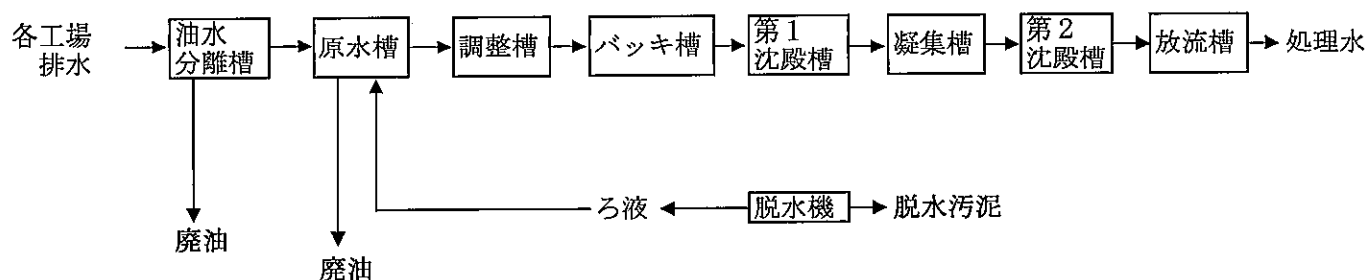 各工場
排水
油水
分離槽
原水槽
調整槽
バッキ槽
第1
沈殿槽
凝集槽
第2
沈殿槽
放流槽
処理水
ろ液
脱水機
脱水汚泥
廃油
廃油